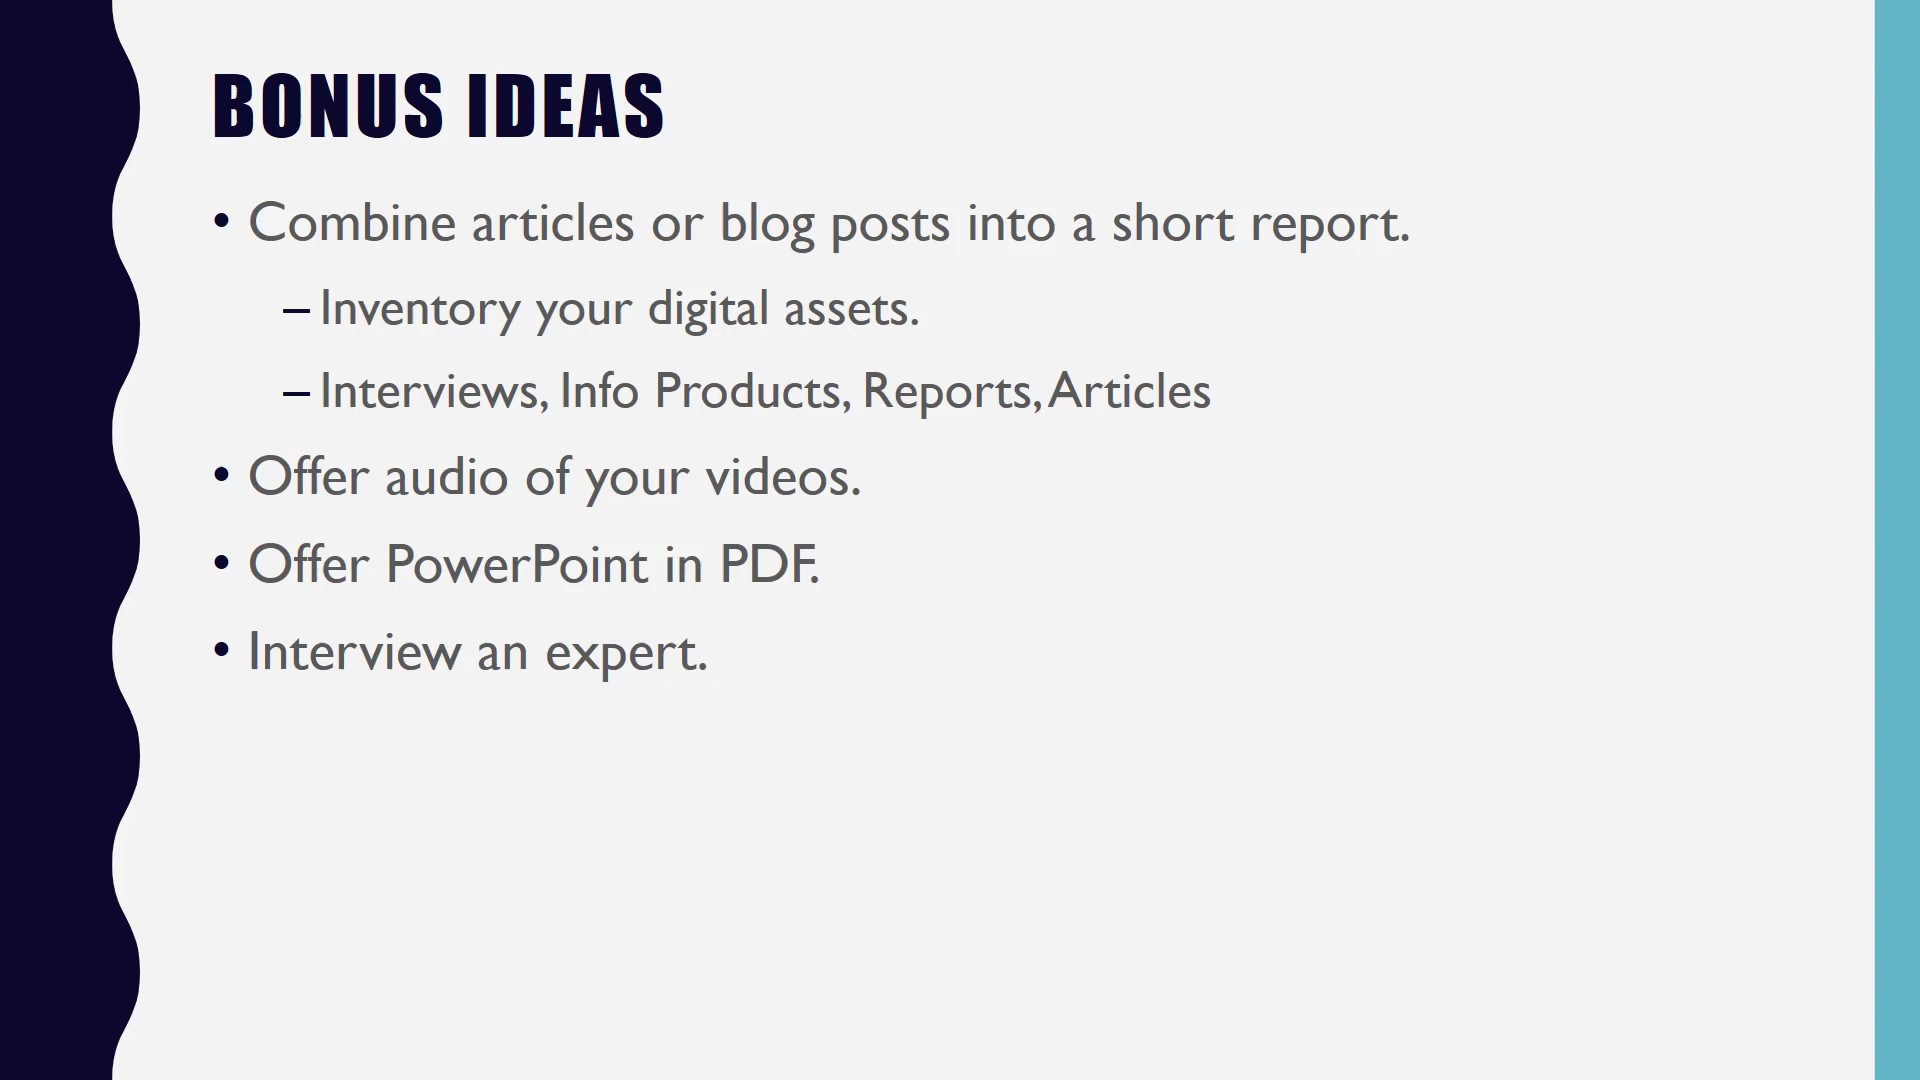 BONUS IDEAS
• Combine articles or blog posts into a short report.
– Inventory your digital assets.
– Interviews, Info Products, Reports, Articles
• Offer audio of your videos.
• Offer PowerPoint in PDF.
• Interview an expert.